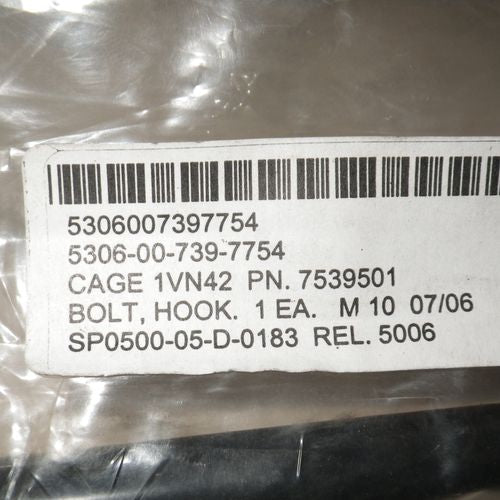 5306007397754
5306-00-739-7754
CAGE 1VN42 PN. 7539501
BOLT, HOOK. 1 EA. M 10 07/06
SP0500-05-D-0183 REL. 5006